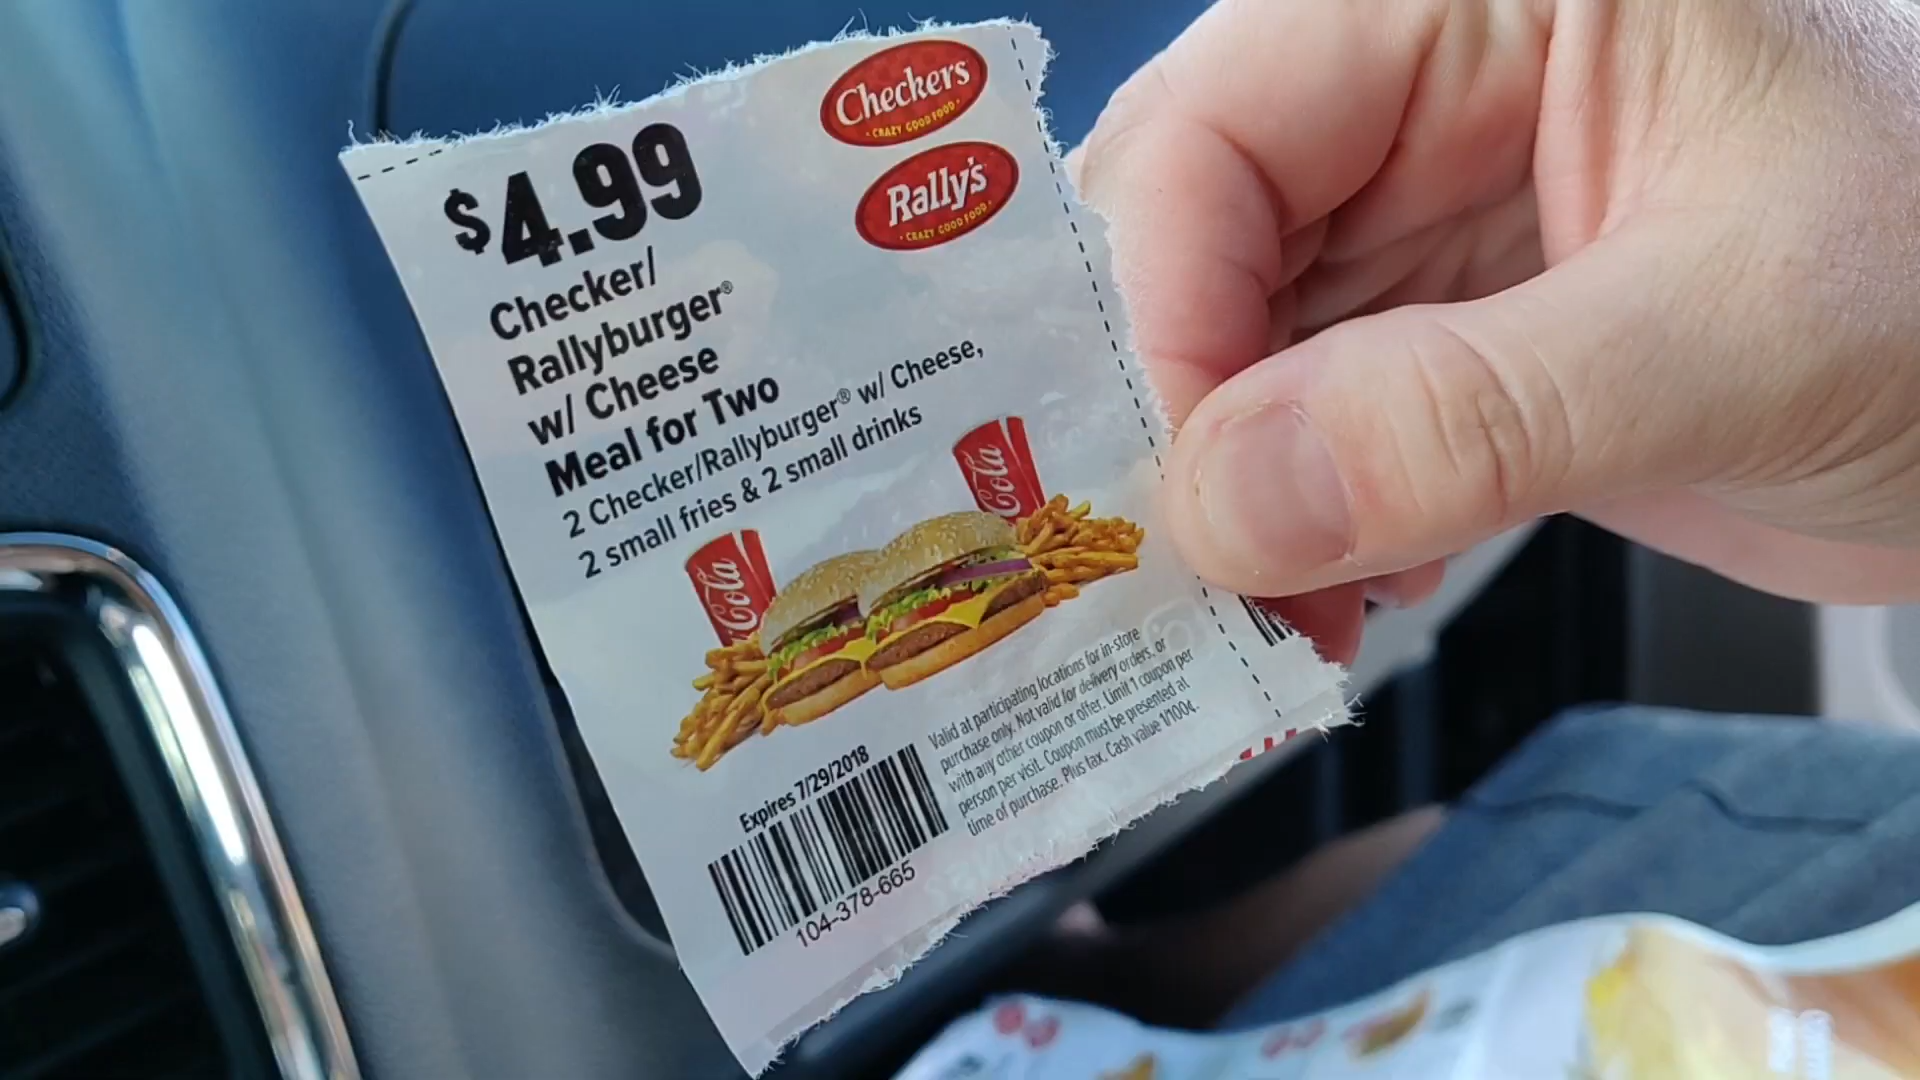 Checkers
• CRAZY GOOD FOOD •
Rally's
• CRAZY GOOD FOOD •
$4.99
Checker/
Rallyburger®
w/ Cheese
Meal for Two
2 Checker/Rallyburger® w/ Cheese,
2 small fries & 2 small drinks
Cola
Cola
Expires 7/29/2018
104-378-665
Valid at participating locations for in-store
purchase only. Not valid for delivery orders, or
with any other coupon or offer. Limit 1 coupon per
person per visit. Coupon must be presented at
time of purchase. Plus tax. Cash value 1/100¢.